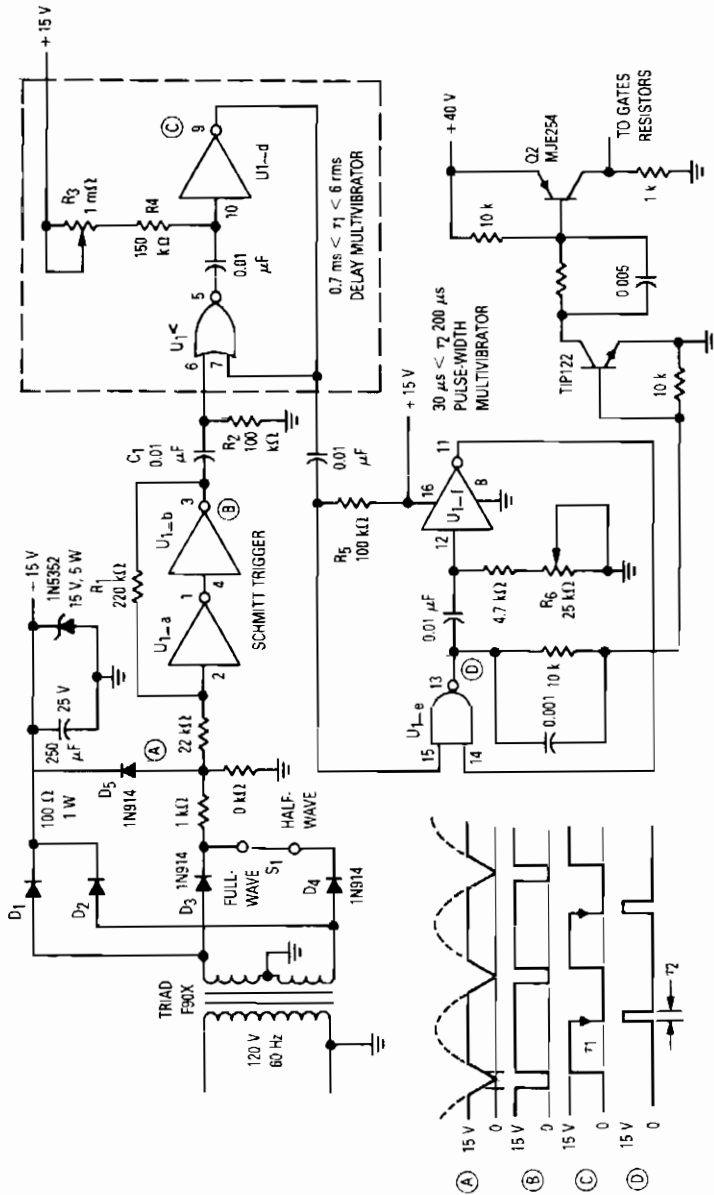 + 15 V
1N5352
15 V, 5 W
25 V
250
μF
100 Ω
1 W
D5
1N914
D1
D2
A
TRIAD
F90X
120 V
60 Hz
D3
1N914
FULL-
WAVE
S1
HALF-
WAVE
D4
1N914
1 kΩ
0 kΩ
22 kΩ
R1
220 kΩ
2
U1–a
1
4
U1–b
3
B
SCHMITT TRIGGER
C1
0.01
μF
R2
100
kΩ
6
7
U1
5
0.01
μF
+ 15 V
R3
1 mΩ
R4
150
kΩ
10
9
C
U1–d
0.7 ms < τ1 < 6 rms
DELAY MULTIVIBRATOR
0.01
μF
R5
100 kΩ
+ 15 V
30 μs < τ2 200 μs
PULSE-WIDTH
MULTIVIBRATOR
16
12
U1–f
11
8
0.01 μF
4.7 kΩ
R6
25 kΩ
15
14
U1–e
13
D
0.001
10 k
+ 40 V
10 k
Q2
MJE254
TIP122
0.005
10 k
TO GATES
RESISTORS
1 k
A
15 V
0
B
15 V
0
C
15 V
0
τ1
D
15 V
0
τ2